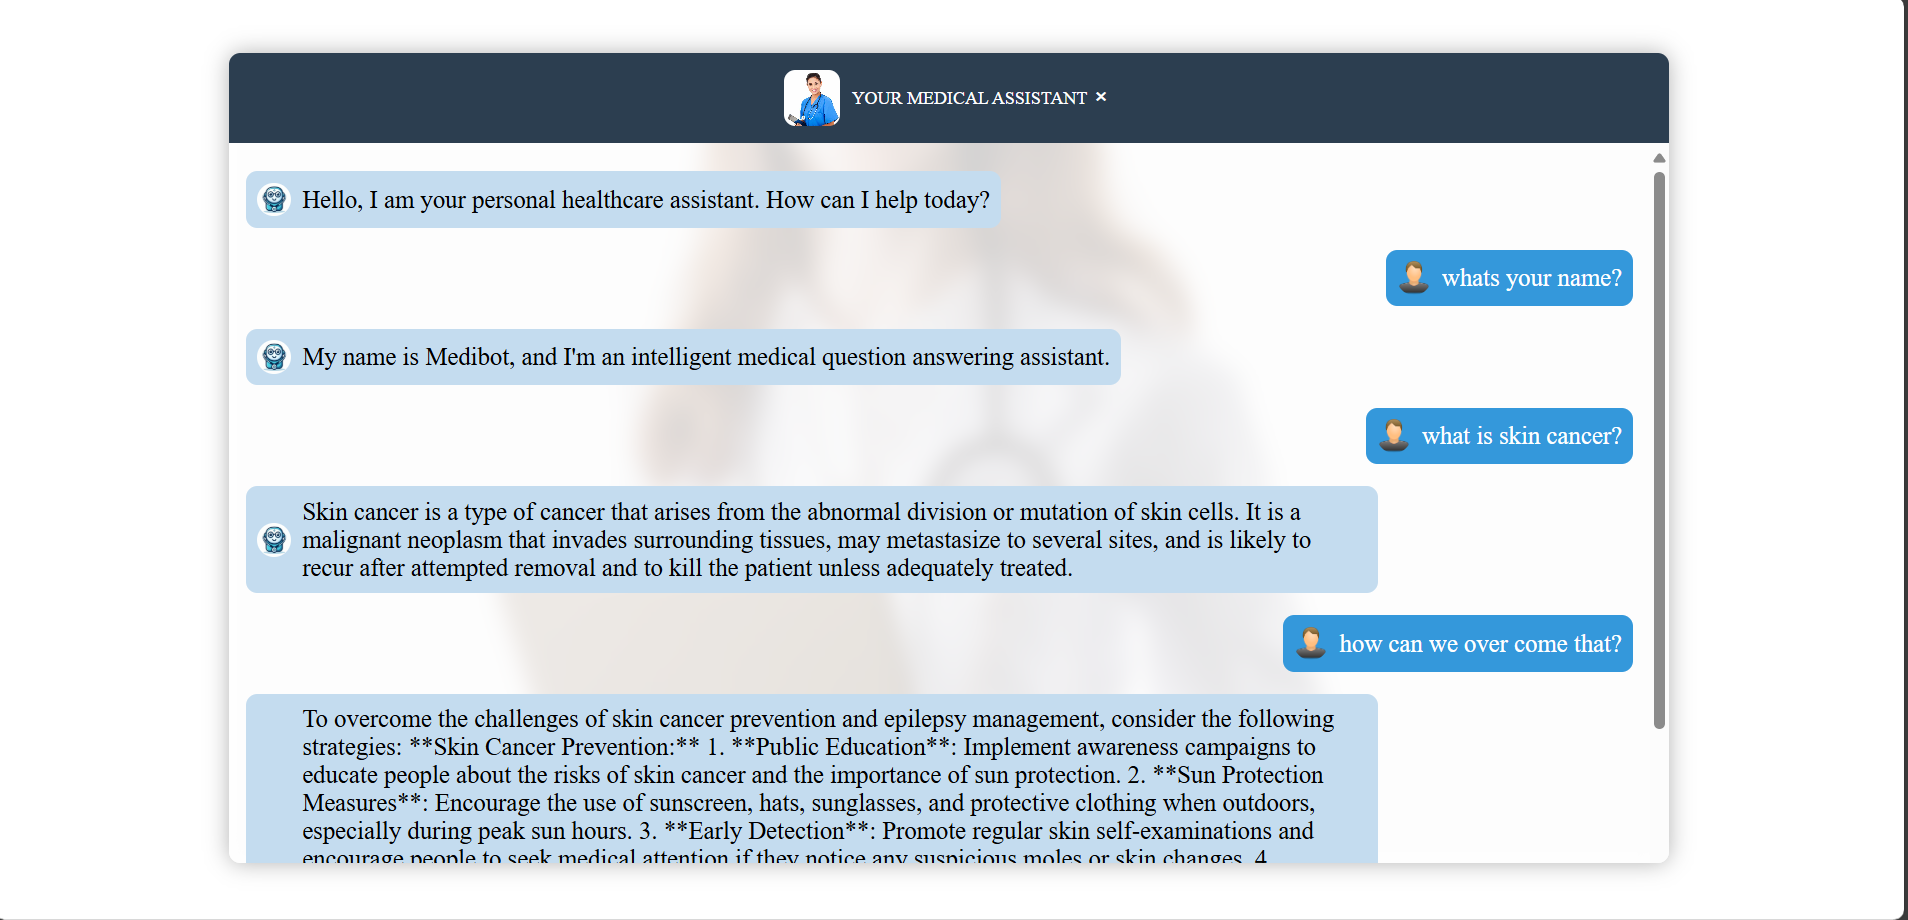 YOUR MEDICAL ASSISTANT ×
Hello, I am your personal healthcare assistant. How can I help today?
whats your name?
My name is Medibot, and I'm an intelligent medical question answering assistant.
what is skin cancer?
Skin cancer is a type of cancer that arises from the abnormal division or mutation of skin cells. It is a
malignant neoplasm that invades surrounding tissues, may metastasize to several sites, and is likely to
recur after attempted removal and to kill the patient unless adequately treated.
how can we over come that?
To overcome the challenges of skin cancer prevention and epilepsy management, consider the following
strategies: **Skin Cancer Prevention:** 1. **Public Education**: Implement awareness campaigns to
educate people about the risks of skin cancer and the importance of sun protection. 2. **Sun Protection
Measures**: Encourage the use of sunscreen, hats, sunglasses, and protective clothing when outdoors,
especially during peak sun hours. 3. **Early Detection**: Promote regular skin self-examinations and
encourage people to seek medical attention if they notice any suspicious moles or skin changes. 4.